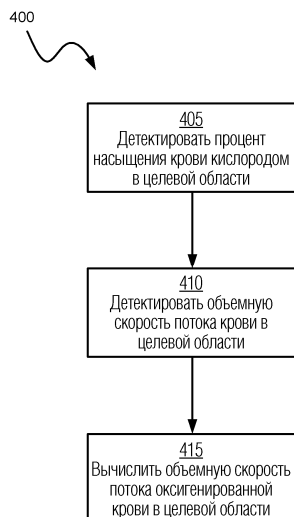 400
405
Детектировать процент
насыщения крови кислородом
в целевой области
410
Детектировать объемную
скорость потока крови в
целевой области
415
Вычислить объемную скорость
потока оксигенированной
крови в целевой области